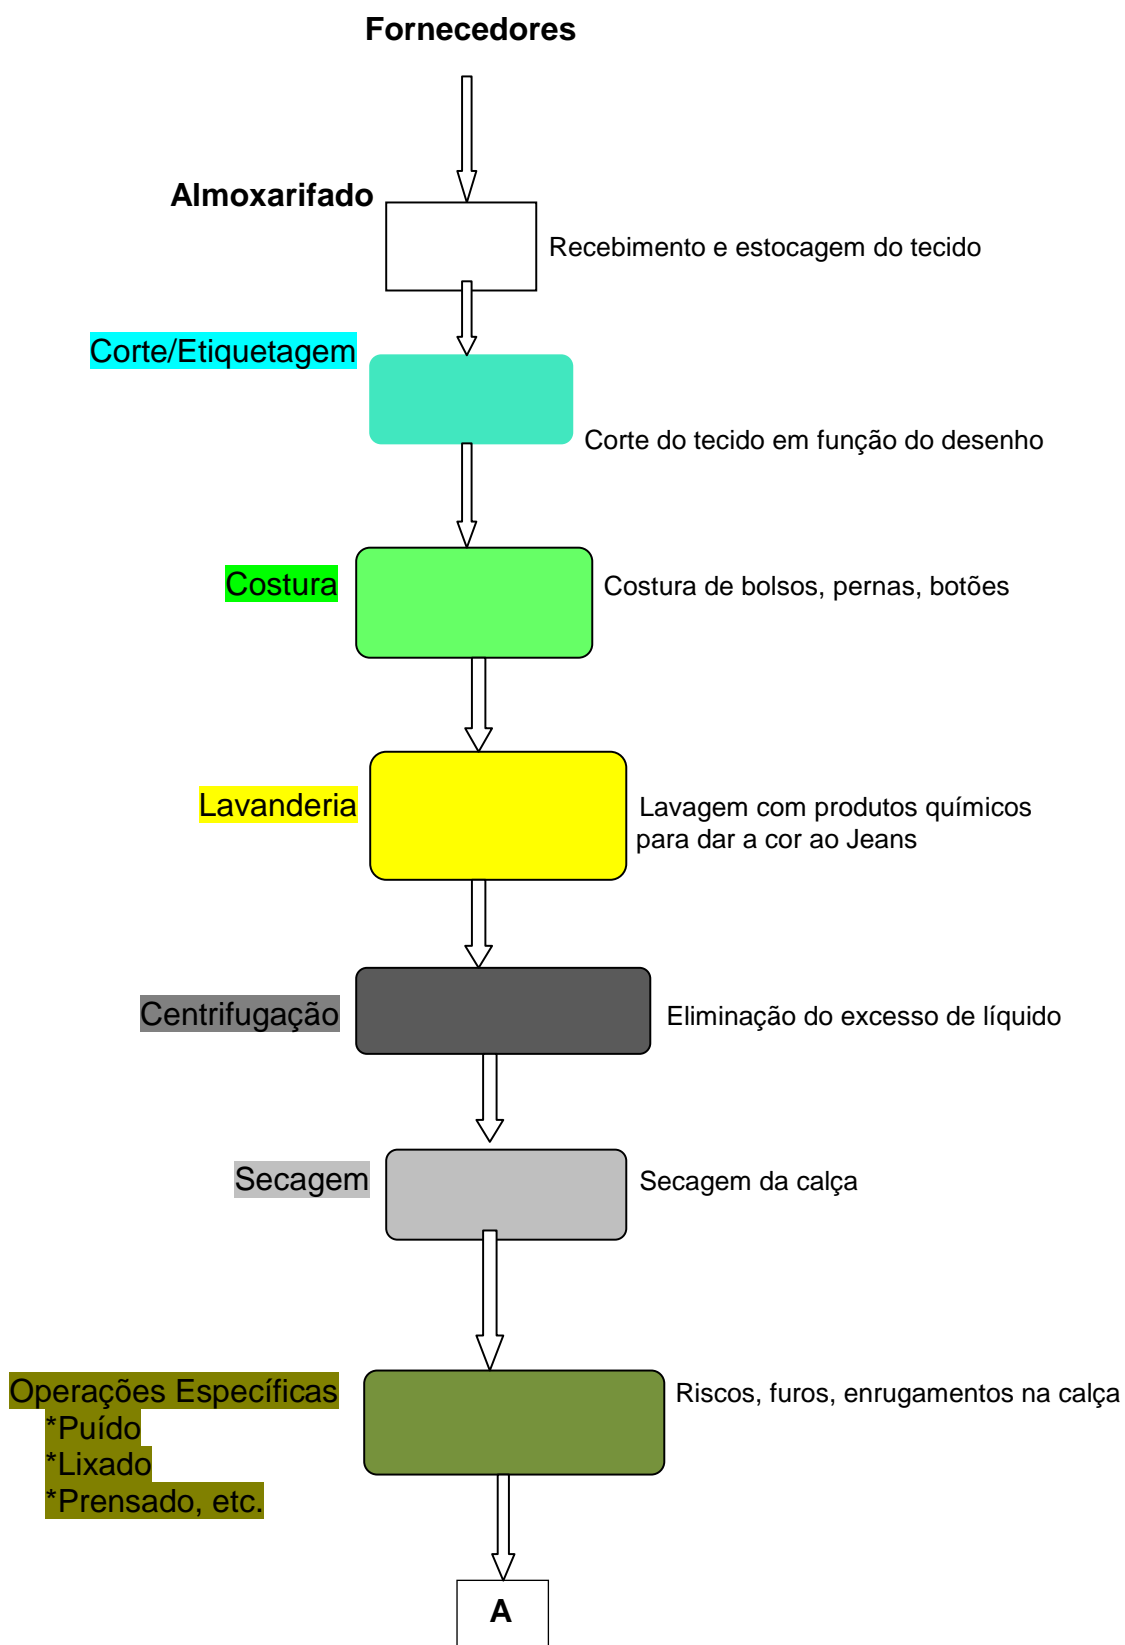 Fornecedores
Almoxarifado
Recebimento e estocagem do tecido
Corte/Etiquetagem
Corte do tecido em função do desenho
Costura
Costura de bolsos, pernas, botões
Lavanderia
Lavagem com produtos químicos
para dar a cor ao Jeans
Centrifugação
Eliminação do excesso de líquido
Secagem
Secagem da calça
Operações Específicas
Riscos, furos, enrugamentos na calça
*Puído
*Lixado
*Prensado, etc.
A